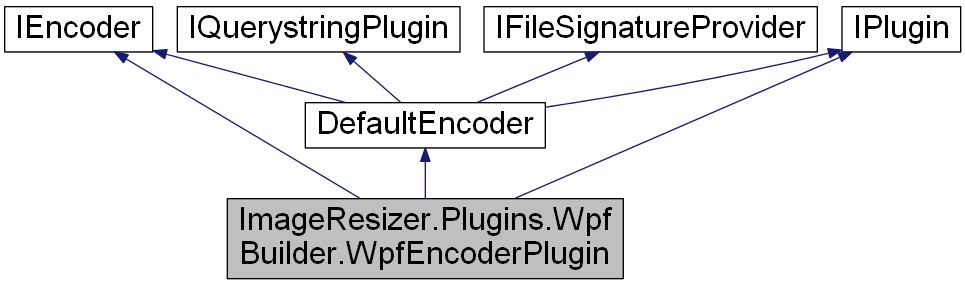 IEncoder
IQuerystringPlugin
IFileSignatureProvider
IPlugin
DefaultEncoder
ImageResizer.Plugins.Wpf
Builder.WpfEncoderPlugin